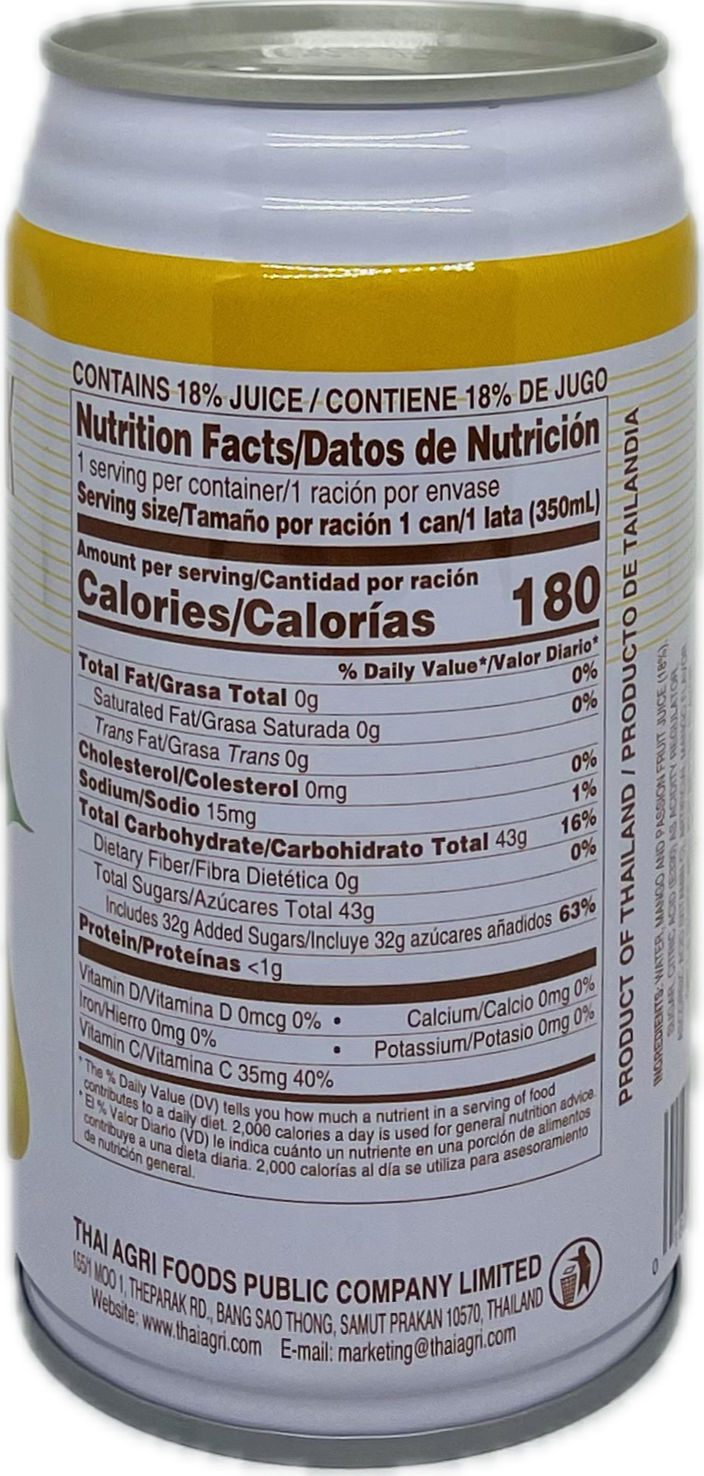 CONTAINS 18% JUICE / CONTIENE 18% DE JUGO
Nutrition Facts/Datos de Nutrición
1 serving per container/1 ración por envase
Serving size/Tamaño por ración 1 can/1 lata (350mL)
Amount per serving/Cantidad por ración
Calories/Calorías 180
% Daily Value*/Valor Diario*
Total Fat/Grasa Total 0g 0%
Saturated Fat/Grasa Saturada 0g 0%
Trans Fat/Grasa Trans 0g
Cholesterol/Colesterol 0mg 0%
Sodium/Sodio 15mg 1%
Total Carbohydrate/Carbohidrato Total 43g 16%
Dietary Fiber/Fibra Dietética 0g 0%
Total Sugars/Azúcares Total 43g
Includes 32g Added Sugars/Incluye 32g azúcares añadidos 63%
Protein/Proteínas <1g
Vitamin D/Vitamina D 0mcg 0% • Calcium/Calcio 0mg 0%
Iron/Hierro 0mg 0% • Potassium/Potasio 0mg 0%
Vitamin C/Vitamina C 35mg 40%
* The % Daily Value (DV) tells you how much a nutrient in a serving of food
contributes to a daily diet. 2,000 calories a day is used for general nutrition advice.
* El % Valor Diario (VD) le indica cuánto un nutriente en una porción de alimentos
contribuye a una dieta diaria. 2,000 calorías al día se utiliza para asesoramiento
de nutrición general.
THAI AGRI FOODS PUBLIC COMPANY LIMITED
155/1 MOO 1, THEPARAK RD., BANG SAO THONG, SAMUT PRAKAN 10570, THAILAND
Website: www.thaiagri.com E-mail: marketing@thaiagri.com
PRODUCT OF THAILAND / PRODUCTO DE TAILANDIA
INGREDIENTS: WATER, MANGO AND PASSION FRUIT JUICE (18%),
SUGAR, CITRIC ACID (E330) AS ACIDITY REGULATOR,
0